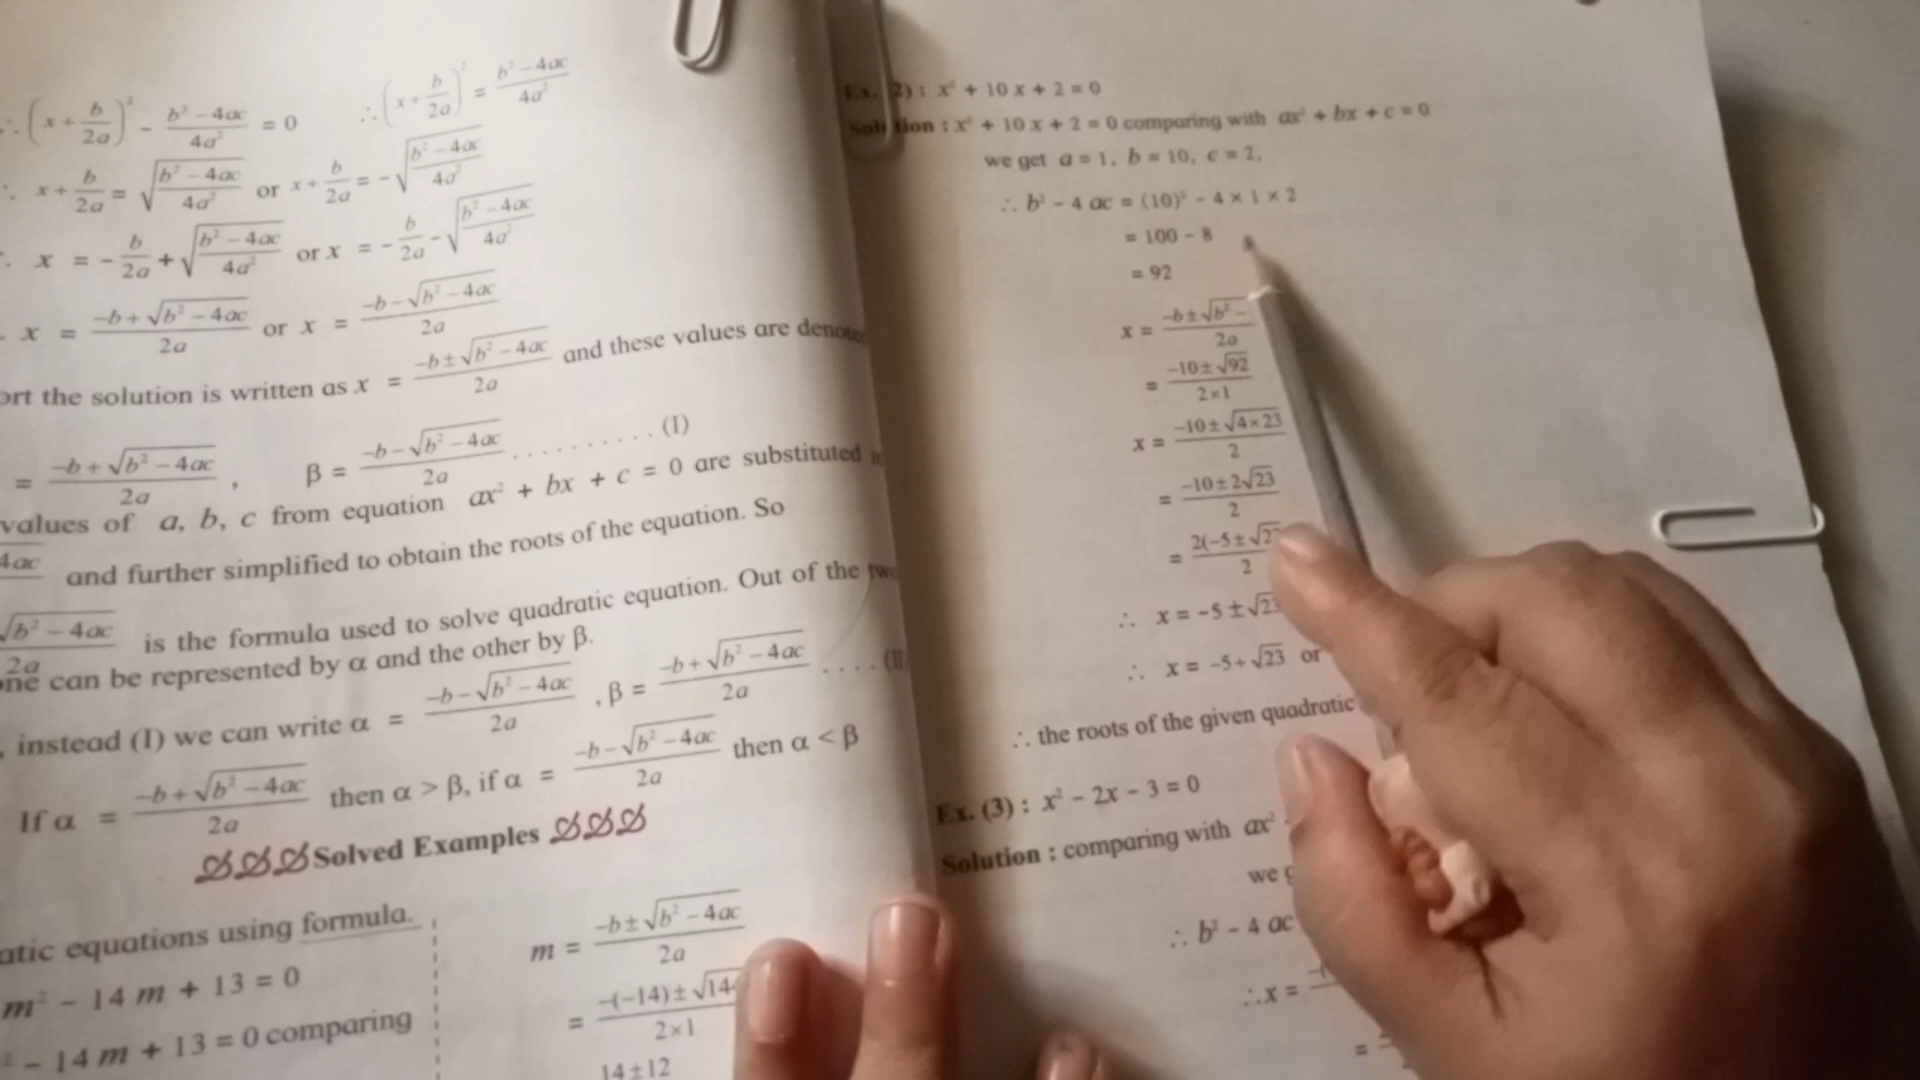 ∴ (x + b/2a)² − (b² − 4ac)/4a² = 0 ∴ (x + b/2a)² = (b² − 4ac)/4a²
∴ x + b/2a = √((b² − 4ac)/4a²) or x + b/2a = −√((b² − 4ac)/4a²)
∴ x = −b/2a + √((b² − 4ac)/4a²) or x = −b/2a − √((b² − 4ac)/4a²)
x = (−b + √(b² − 4ac))/2a or x = (−b − √(b² − 4ac))/2a
the solution is written as x = (−b ± √(b² − 4ac))/2a and these values are
= (−b + √(b² − 4ac))/2a , β = (−b − √(b² − 4ac))/2a . . . . . . . . . . (I)
values of a, b, c from equation ax² + bx + c = 0 are substituted
4ac and further simplified to obtain the roots of the equation. So
√(b² − 4ac)/2a is the formula used to solve quadratic equation. Out of the two
one can be represented by α and the other by β.
, instead (I) we can write α = (−b − √(b² − 4ac))/2a , β = (−b + √(b² − 4ac))/2a . . . . (II
If α = (−b + √(b² − 4ac))/2a then α > β, if α = (−b − √(b² − 4ac))/2a then α < β
Solved Examples
equations using formula.
m² − 14 m + 13 = 0
− 14 m + 13 = 0 comparing
m = (−b ± √(b² − 4ac))/2a
= (−(−14) ± √14)/2×1
14 ± 12
Ex. (2) : x² + 10 x + 2 = 0
Solution : x² + 10 x + 2 = 0 comparing with ax² + bx + c = 0
we get a = 1, b = 10, c = 2,
∴ b² − 4 ac = (10)² − 4 × 1 × 2
= 100 − 8
= 92
x = (−b ± √(b² −)/2a
= (−10 ± √92)/2×1
x = (−10 ± √(4×23))/2
= (−10 ± 2√23)/2
= 2(−5 ± √23/2
∴ x = −5 ± √23
∴ x = −5 + √23 or
∴ the roots of the given quadratic
Ex. (3) : x² − 2x − 3 = 0
Solution : comparing with ax²
we
∴ b² − 4 ac
∴ x =
=